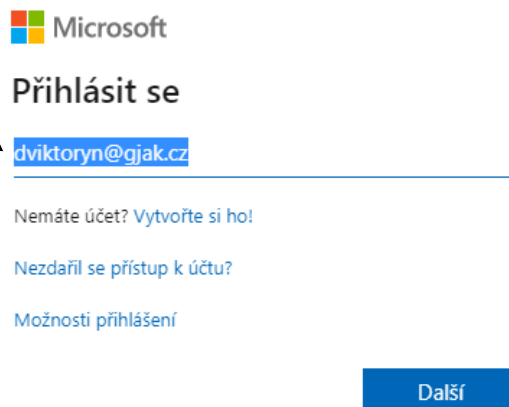 Microsoft
Přihlásit se
dviktoryn@gjak.cz
Nemáte účet? Vytvořte si ho!
Nezdařil se přístup k účtu?
Možnosti přihlášení
Další